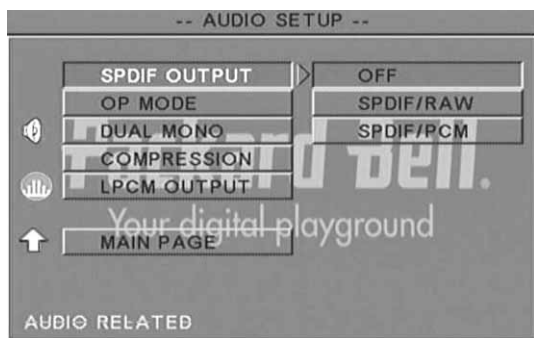 -- AUDIO SETUP --
SPDIF OUTPUT OFF
OP MODE SPDIF/RAW
DUAL MONO SPDIF/PCM
COMPRESSION
LPCM OUTPUT
Packard Bell.
Your digital playground
MAIN PAGE
AUDIO RELATED